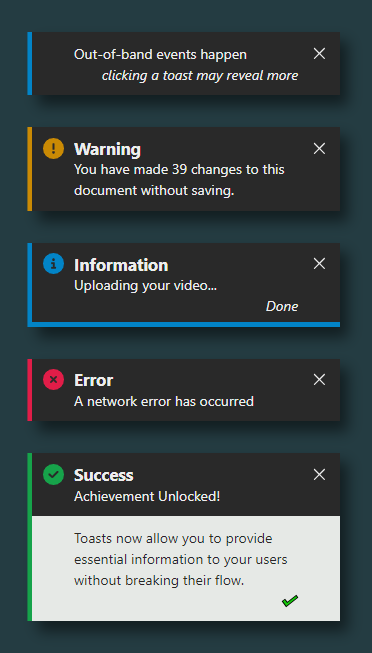 Out-of-band events happen
clicking a toast may reveal more
Warning
You have made 39 changes to this
document without saving.
Information
Uploading your video...
Done
Error
A network error has occurred
Success
Achievement Unlocked!
Toasts now allow you to provide
essential information to your users
without breaking their flow.